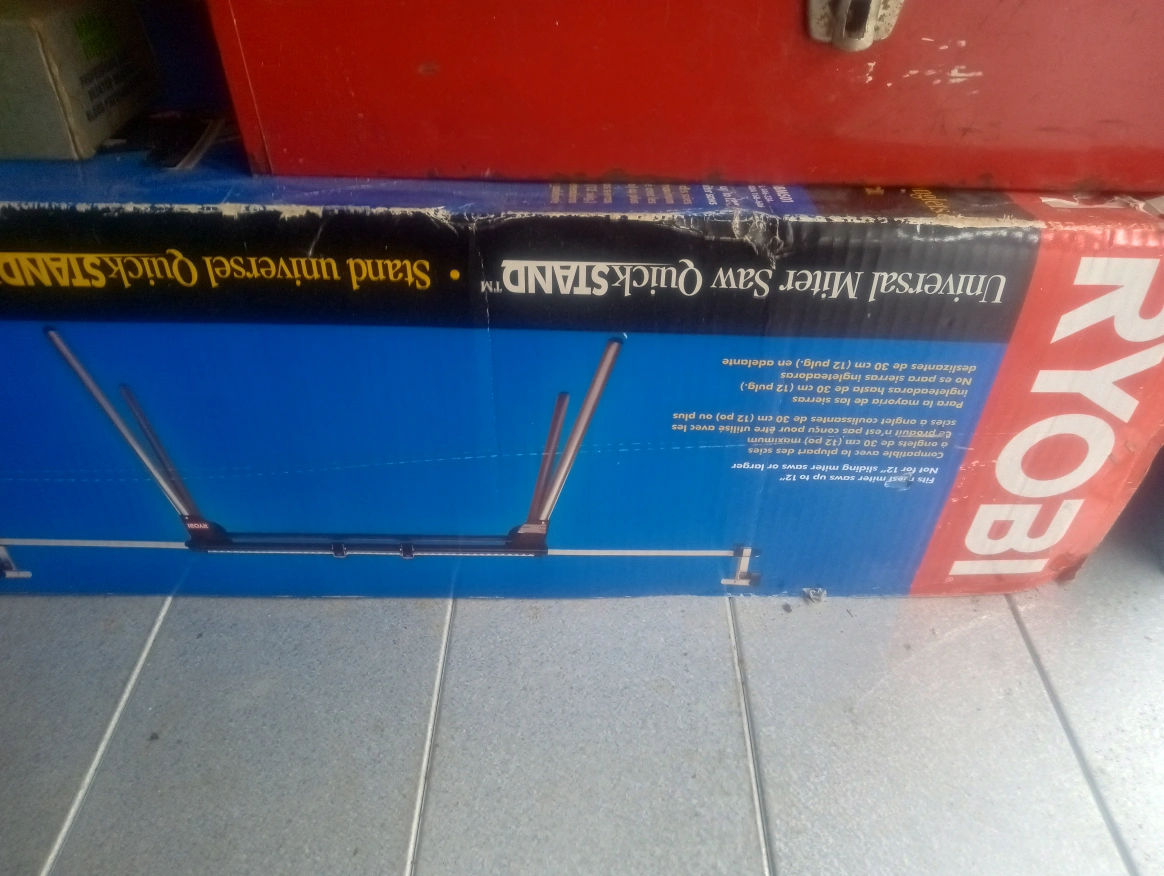 RYOBI
Universal Miter Saw QuickSTAND™ • Stand universel QuickSTAND
Fits most miter saws up to 12"
Not for 12" sliding miter saws or larger
Compatible avec la plupart des scies
à onglets de 30 cm (12 po) maximum
Ce produit n'est pas conçu pour être utilisé avec les
scies à onglet coulissantes de 30 cm (12 po) ou plus
Para la mayoría de las sierras
ingleteadoras hasta de 30 cm (12 pulg.)
No es para sierras ingleteadoras
deslizantes de 30 cm (12 pulg.) en adelante
RYOBI